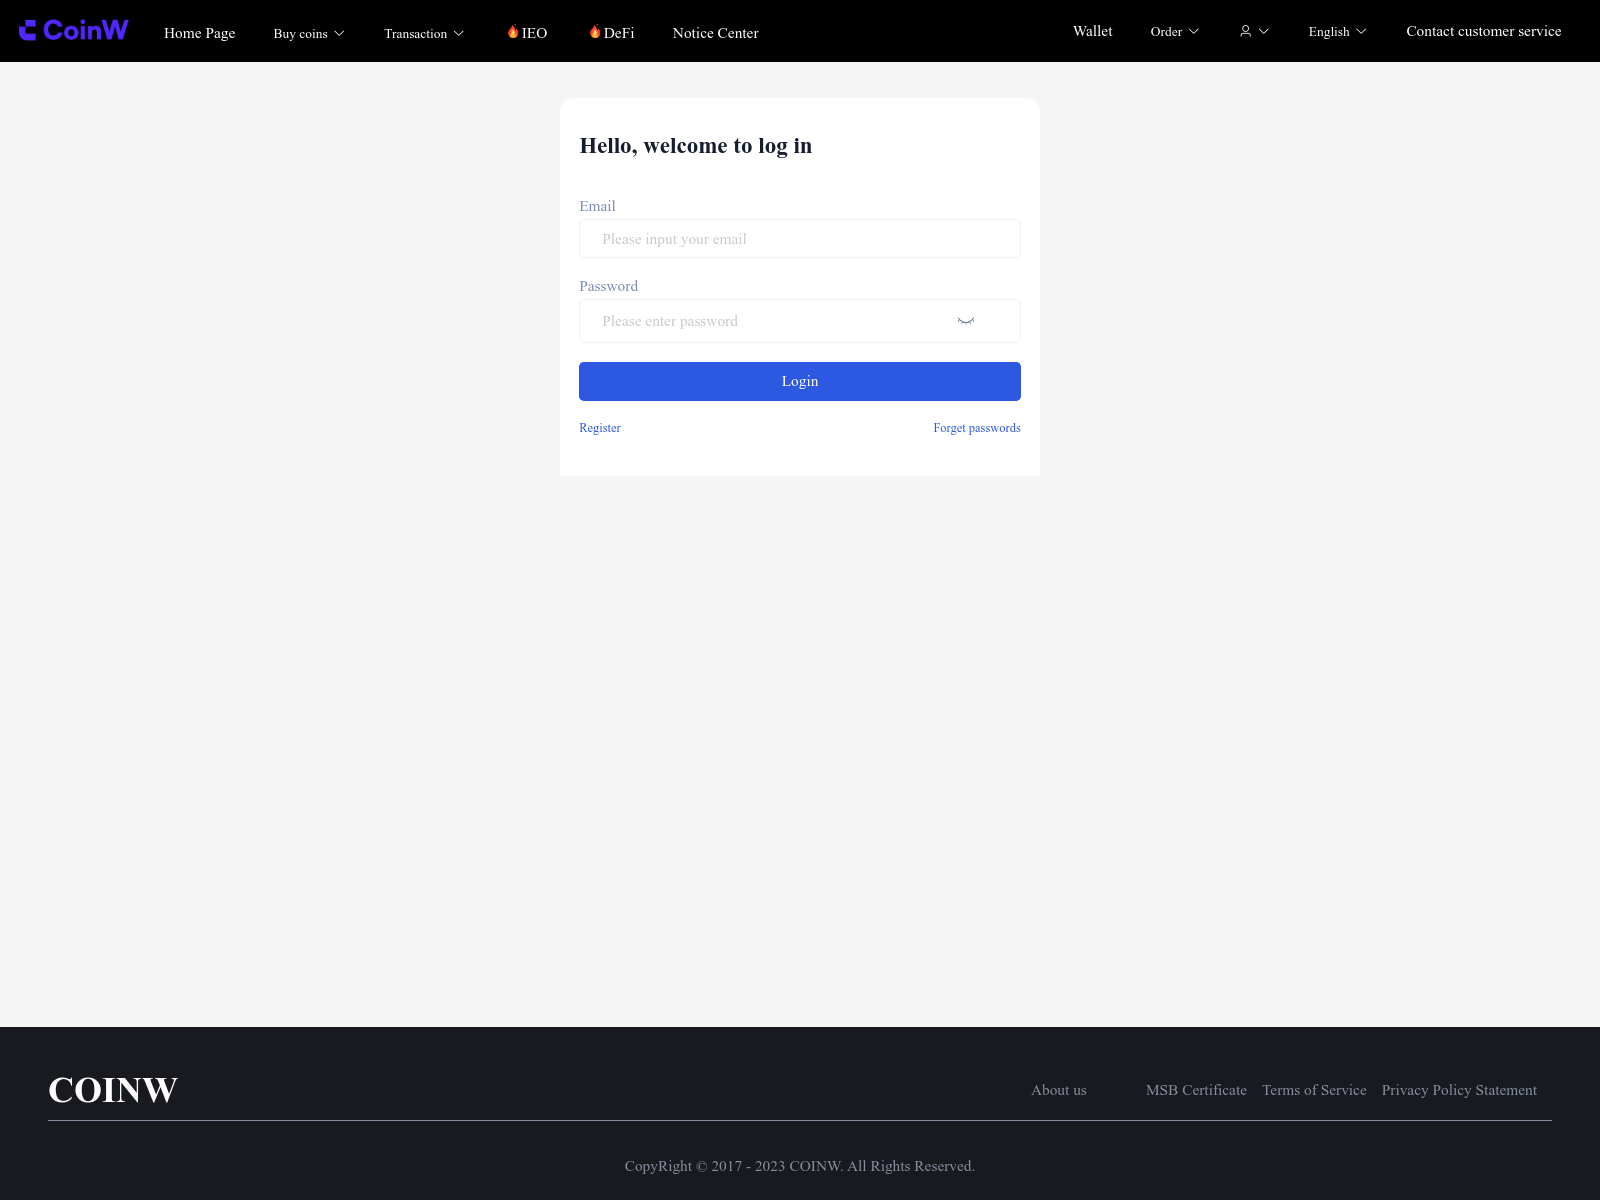 CoinW
Home Page
Buy coins
Transaction
IEO
DeFi
Notice Center
Wallet
Order
English
Contact customer service
Hello, welcome to log in
Email
Please input your email
Password
Please enter password
Login
Register
Forget passwords
COINW
About us
MSB Certificate
Terms of Service
Privacy Policy Statement
CopyRight © 2017 - 2023 COINW. All Rights Reserved.